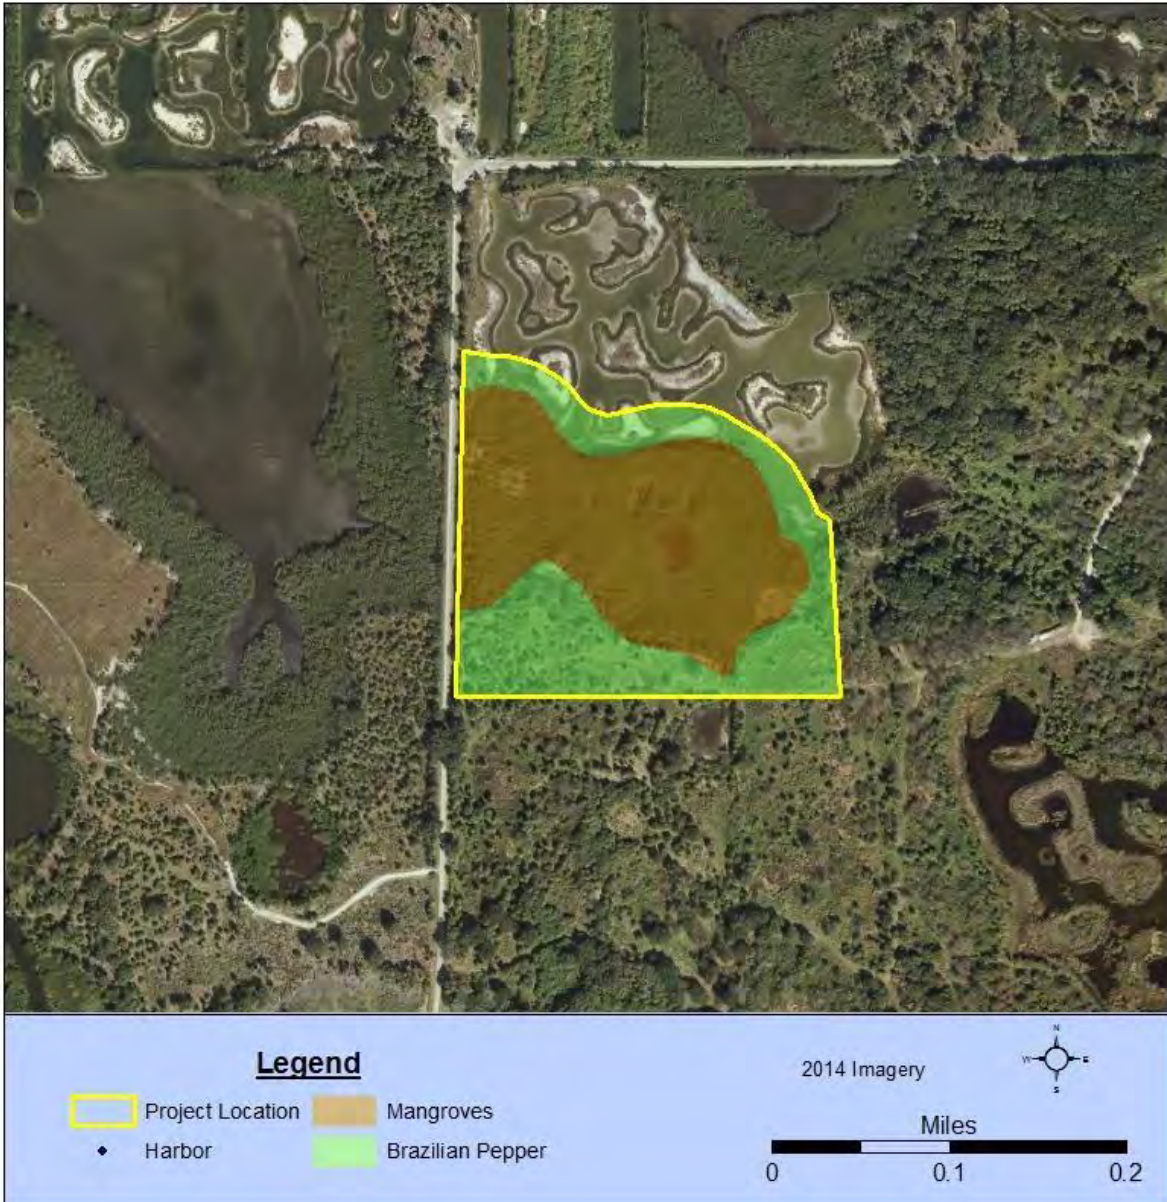 Legend
Project Location
Mangroves
Harbor
Brazilian Pepper
2014 Imagery
N
W
E
S
Miles
0
0.1
0.2